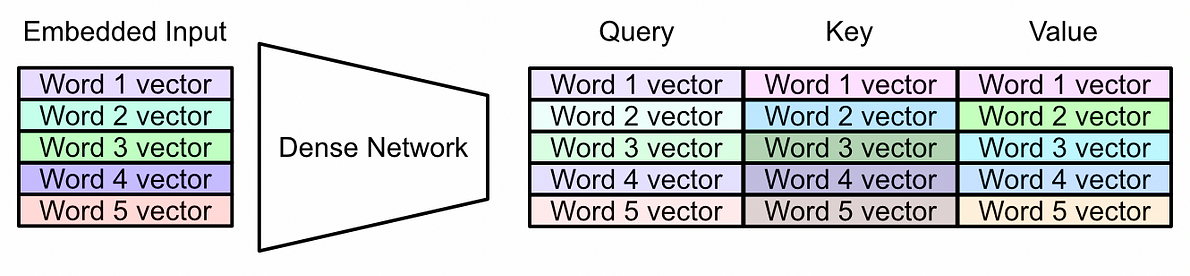 Embedded Input
Word 1 vector
Word 2 vector
Word 3 vector
Word 4 vector
Word 5 vector
Dense Network
Query Key Value
Word 1 vector Word 1 vector Word 1 vector
Word 2 vector Word 2 vector Word 2 vector
Word 3 vector Word 3 vector Word 3 vector
Word 4 vector Word 4 vector Word 4 vector
Word 5 vector Word 5 vector Word 5 vector